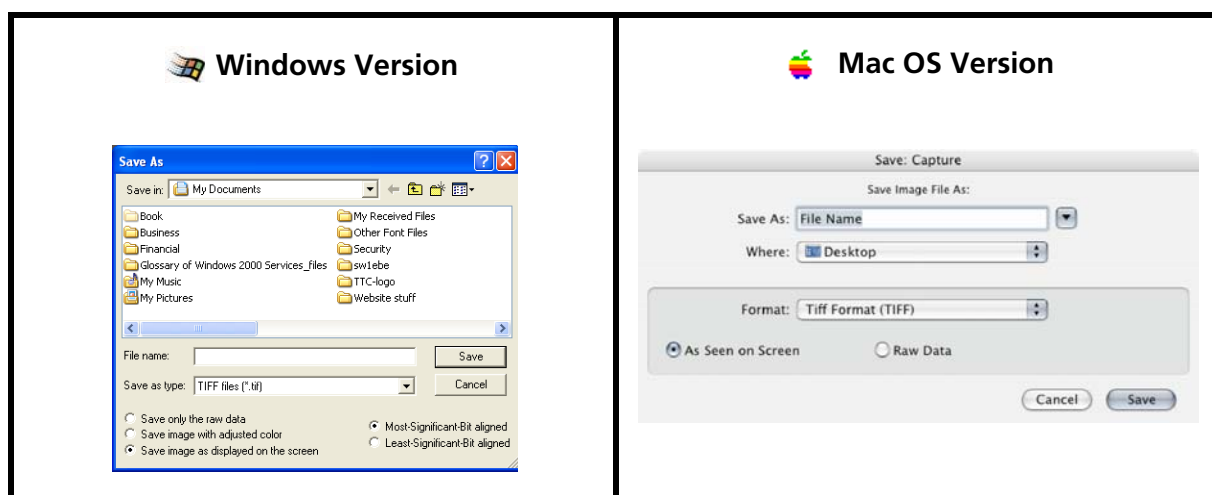 Windows Version
Save As
Save in: My Documents
Book
Business
Financial
Glossary of Windows 2000 Services_files
My Music
My Pictures
My Received Files
Other Font Files
Security
sw1ebe
TTC-logo
Website stuff
File name:
Save
Save as type: TIFF files (*.tif)
Cancel
Save only the raw data
Save image with adjusted color
Save image as displayed on the screen
Most-Significant-Bit aligned
Least-Significant-Bit aligned
Mac OS Version
Save: Capture
Save Image File As:
Save As: File Name
Where: Desktop
Format: Tiff Format (TIFF)
As Seen on Screen Raw Data
Cancel Save